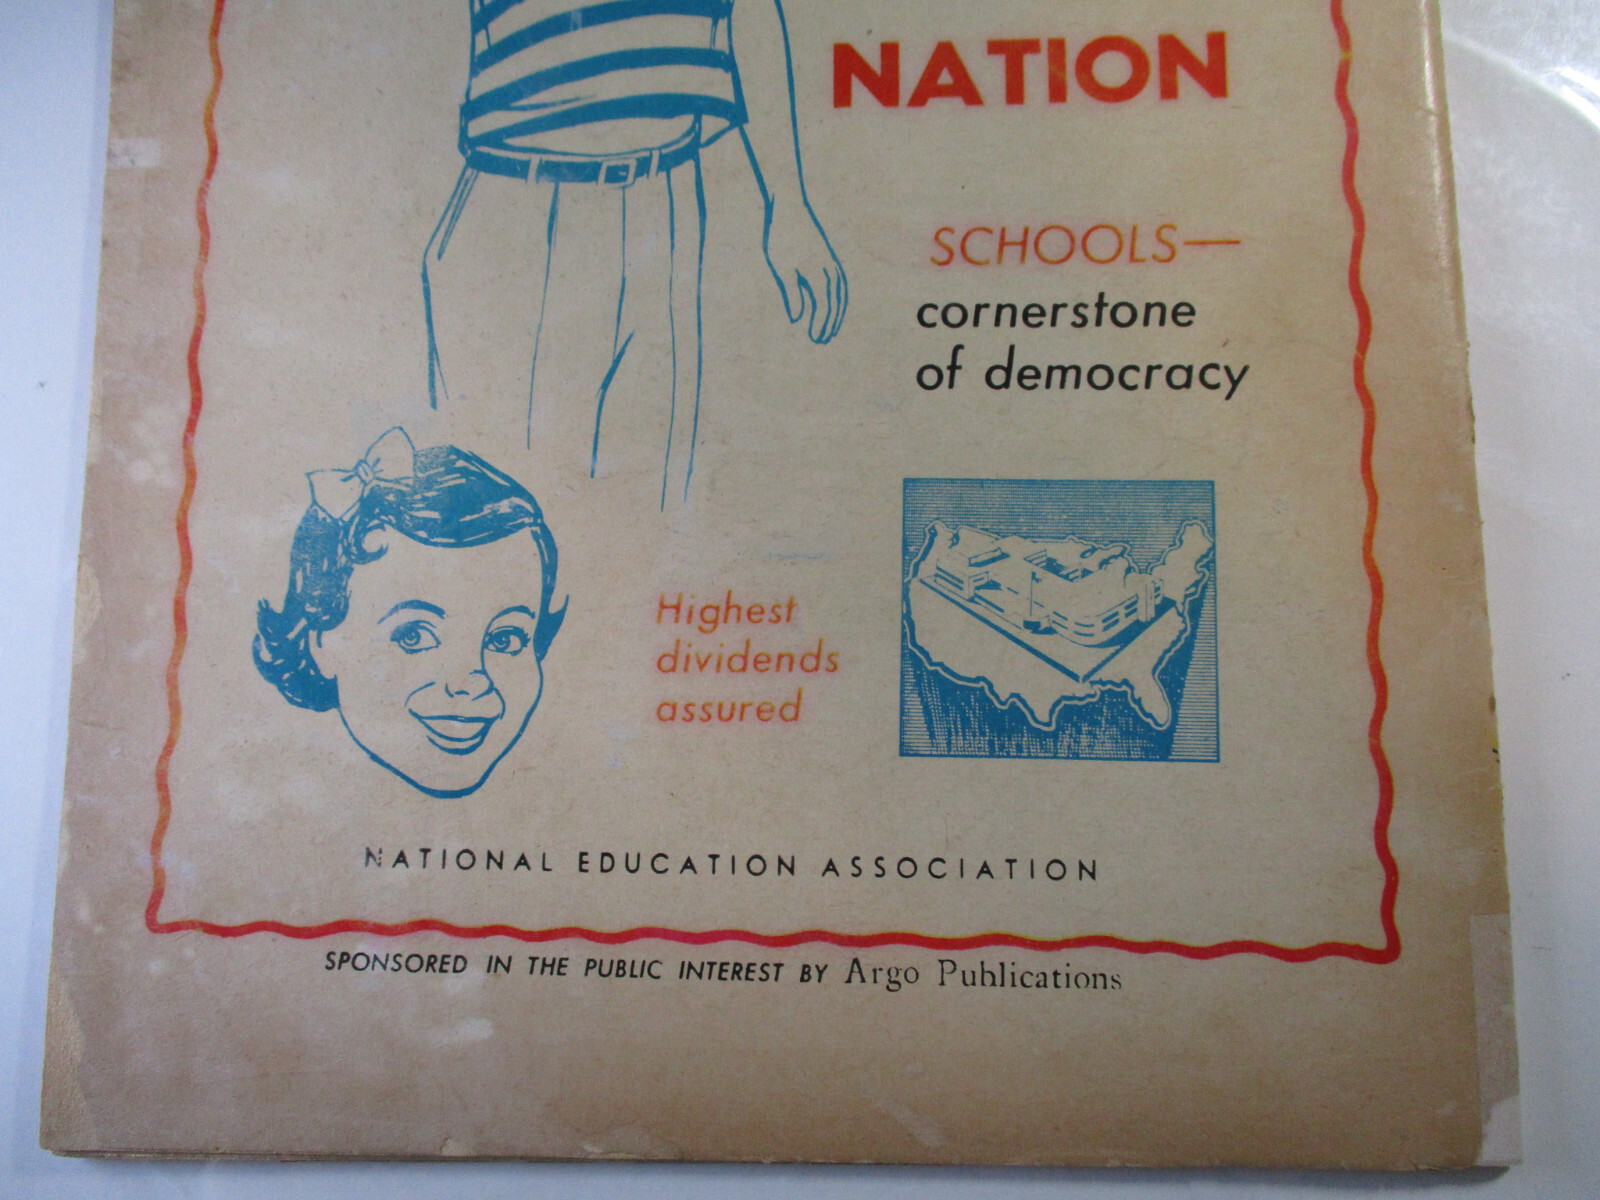 NATION
SCHOOLS—
cornerstone
of democracy
Highest
dividends
assured
NATIONAL EDUCATION ASSOCIATION
SPONSORED IN THE PUBLIC INTEREST BY Argo Publications